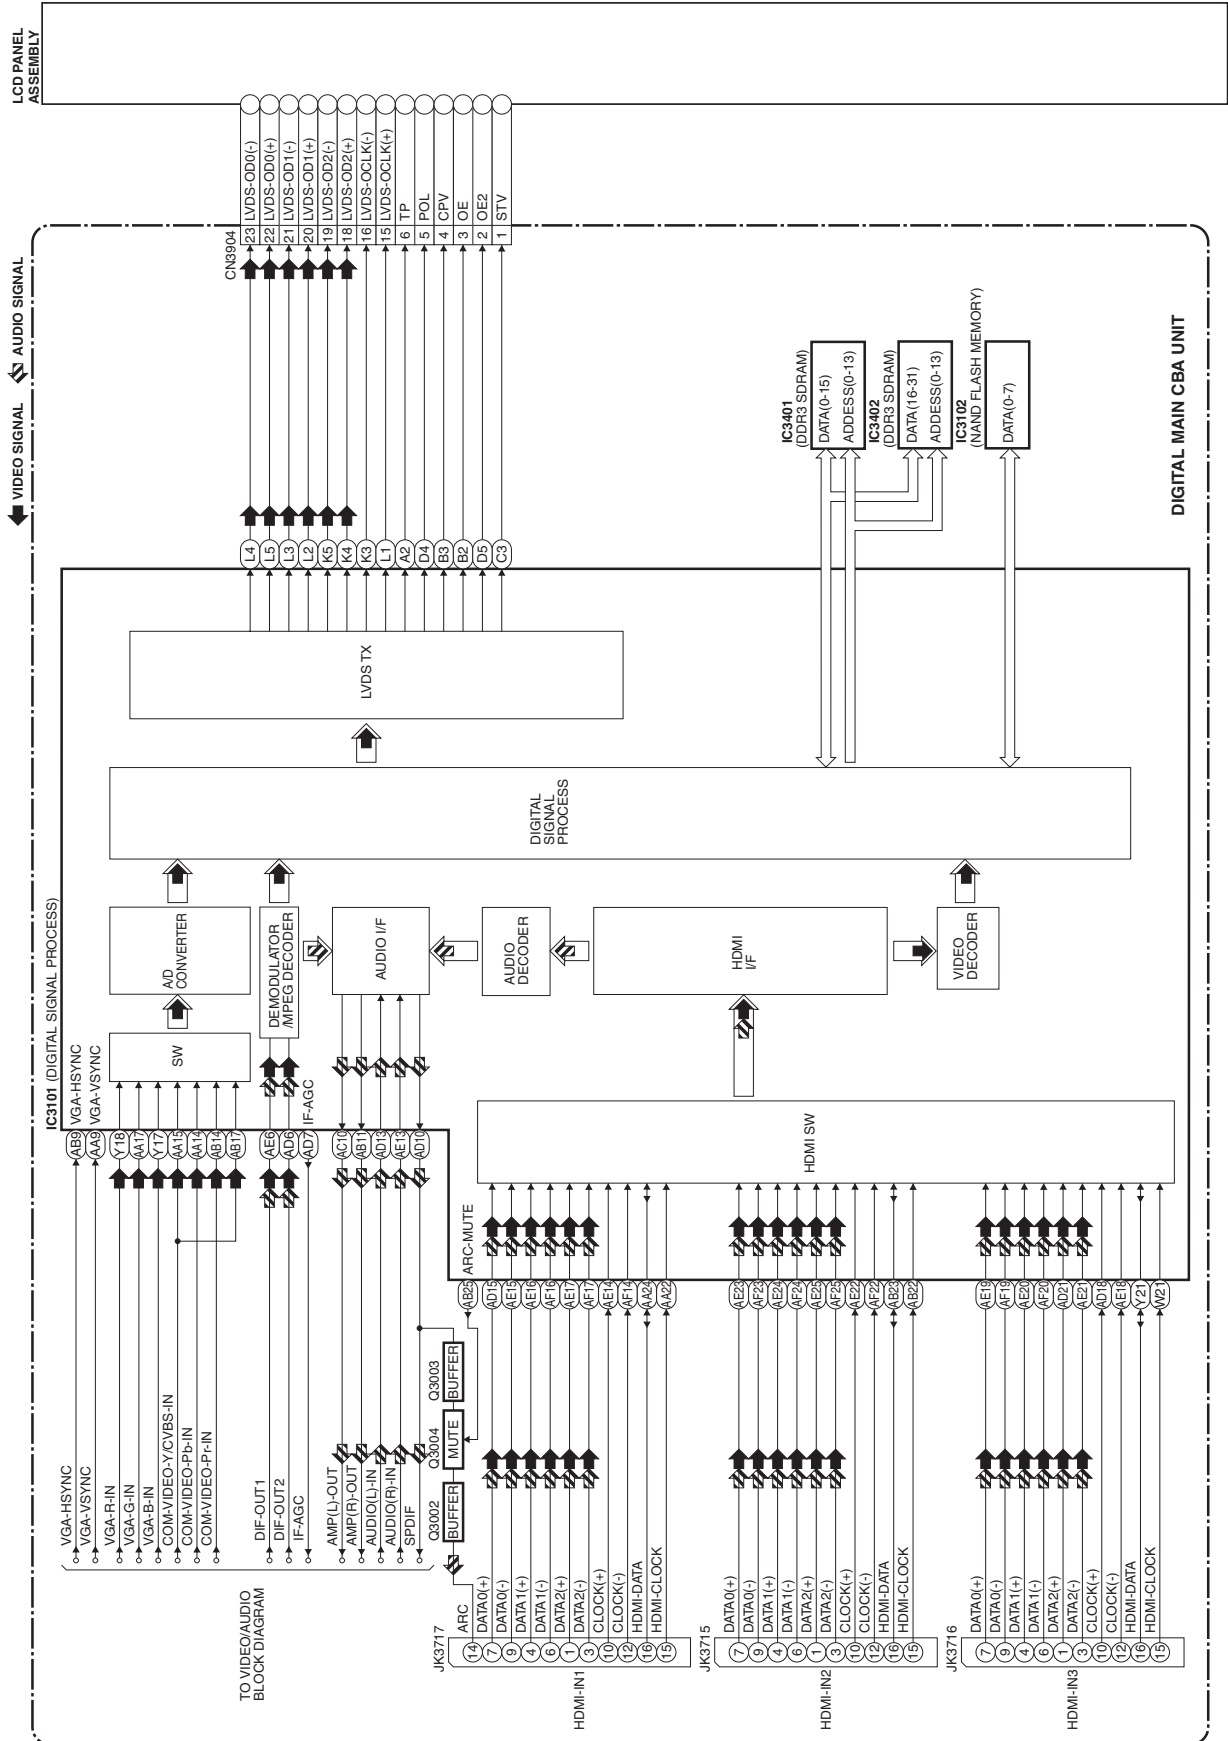 VIDEO SIGNAL
AUDIO SIGNAL
LCD PANEL
ASSEMBLY
IC3101 (DIGITAL SIGNAL PROCESS)
CN3904
23 LVDS-OD0(-)
22 LVDS-OD0(+)
21 LVDS-OD1(-)
20 LVDS-OD1(+)
19 LVDS-OD2(-)
18 LVDS-OD2(+)
16 LVDS-OCLK(-)
15 LVDS-OCLK(+)
6 TP
5 POL
4 CPV
3 OE
2 OE2
1 STV
L4
L5
L3
L2
K5
K4
K3
L1
A2
D4
B3
B2
D5
C3
LVDS TX
DIGITAL
SIGNAL
PROCESS
A/D
CONVERTER
SW
DEMODULATOR
/MPEG DECODER
AUDIO I/F
AUDIO
DECODER
HDMI
I/F
VIDEO
DECODER
HDMI SW
IC3401
(DDR3 SDRAM)
DATA(0-15)
ADDESS(0-13)
IC3402
(DDR3 SDRAM)
DATA(16-31)
ADDESS(0-13)
IC3102
(NAND FLASH MEMORY)
DATA(0-7)
DIGITAL MAIN CBA UNIT
AB9 VGA-HSYNC
AA9 VGA-VSYNC
Y18
AA17
Y17
AA15
AA14
AB14
AB17
AE6
AD6
AD7 IF-AGC
AC10
AB11
AD13
AE13
AD10
AB25 ARC-MUTE
AD15
AE15
AE16
AF16
AE17
AF17
AE14
AF14
AA24
AA22
AE23
AF23
AE24
AF24
AE25
AF25
AE22
AF22
AB23
AB22
AE19
AF19
AE20
AF20
AD21
AE21
AD18
AE18
Y21
W21
TO VIDEO/AUDIO
BLOCK DIAGRAM
VGA-HSYNC
VGA-VSYNC
VGA-R-IN
VGA-G-IN
VGA-B-IN
COM-VIDEO-Y/CVBS-IN
COM-VIDEO-Pb-IN
COM-VIDEO-Pr-IN
DIF-OUT1
DIF-OUT2
IF-AGC
AMP(L)-OUT
AMP(R)-OUT
AUDIO(L)-IN
AUDIO(R)-IN
SPDIF
Q3002
BUFFER
Q3004
MUTE
Q3003
BUFFER
JK3717
HDMI-IN1
14 ARC
7 DATA0(+)
9 DATA0(-)
4 DATA1(+)
6 DATA1(-)
1 DATA2(+)
3 DATA2(-)
10 CLOCK(+)
12 CLOCK(-)
16 HDMI-DATA
15 HDMI-CLOCK
JK3715
HDMI-IN2
7 DATA0(+)
9 DATA0(-)
4 DATA1(+)
6 DATA1(-)
1 DATA2(+)
3 DATA2(-)
10 CLOCK(+)
12 CLOCK(-)
16 HDMI-DATA
15 HDMI-CLOCK
JK3716
HDMI-IN3
7 DATA0(+)
9 DATA0(-)
4 DATA1(+)
6 DATA1(-)
1 DATA2(+)
3 DATA2(-)
10 CLOCK(+)
12 CLOCK(-)
16 HDMI-DATA
15 HDMI-CLOCK